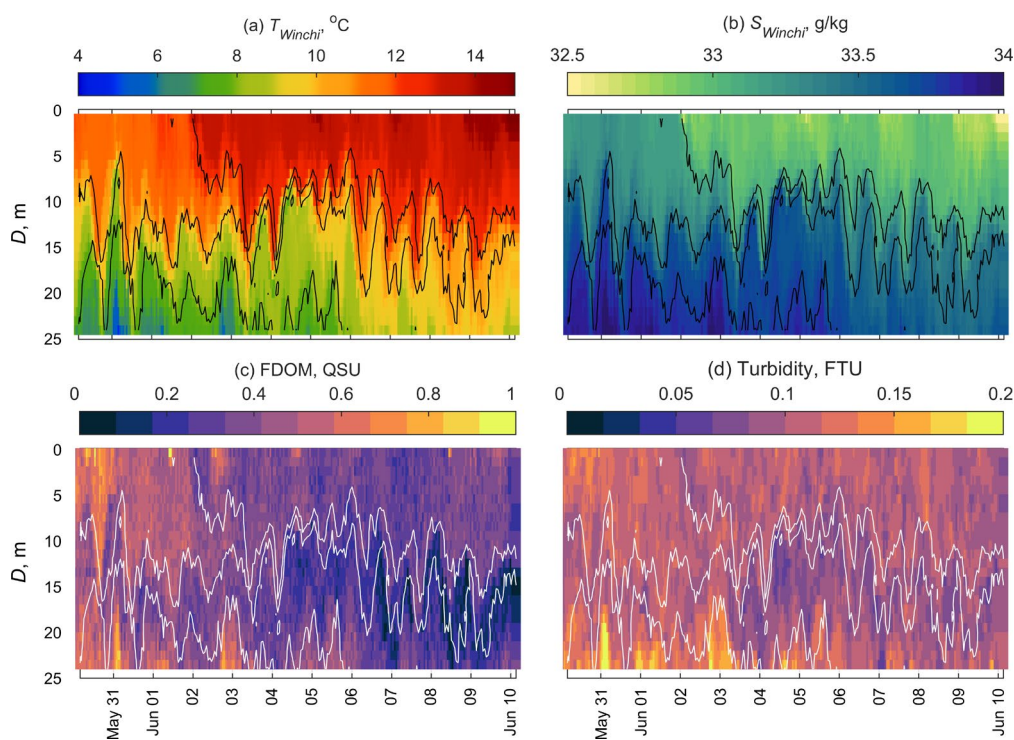 (a) T_Winchi, °C
4 6 8 10 12 14
0
5
10
15
20
25
D, m
(b) S_Winchi, g/kg
32.5 33 33.5 34
(c) FDOM, QSU
0 0.2 0.4 0.6 0.8 1
0
5
10
15
20
25
D, m
May 31 Jun 01 02 03 04 05 06 07 08 09 Jun 10
(d) Turbidity, FTU
0 0.05 0.10 0.15 0.2
May 31 Jun 01 02 03 04 05 06 07 08 09 Jun 10